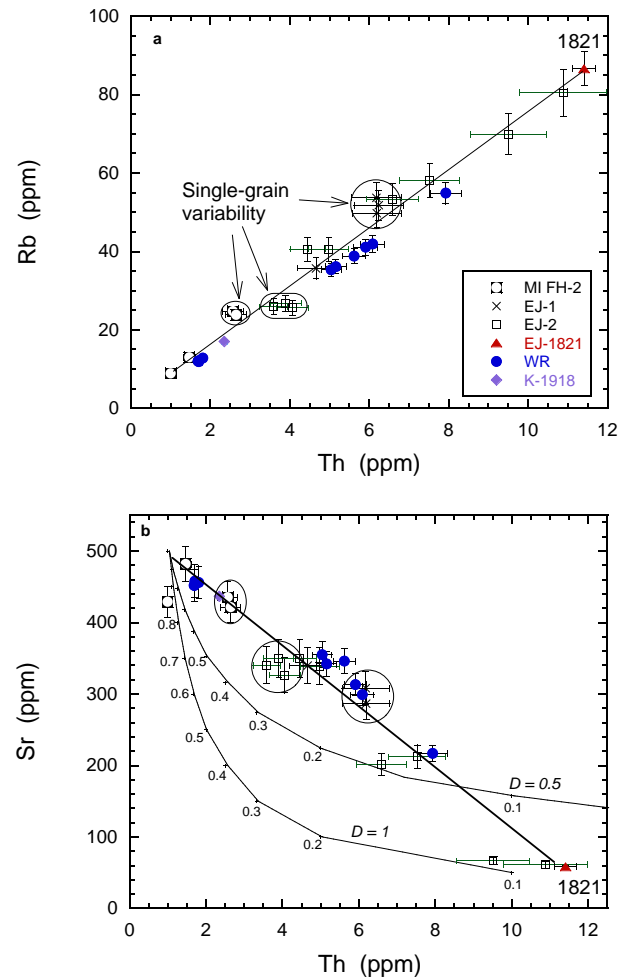 a
1821
100
80
60
40
20
0
Rb (ppm)
Single-grain
variability
MI FH-2
EJ-1
EJ-2
EJ-1821
WR
K-1918
0 2 4 6 8 10 12
Th (ppm)
b
500
400
300
200
100
0
Sr (ppm)
0.8
0.7
0.6
0.5
0.4
0.3
0.2
0.1
D = 1
0.5
0.4
0.3
0.2
0.1
D = 0.5
1821
0 2 4 6 8 10 12
Th (ppm)